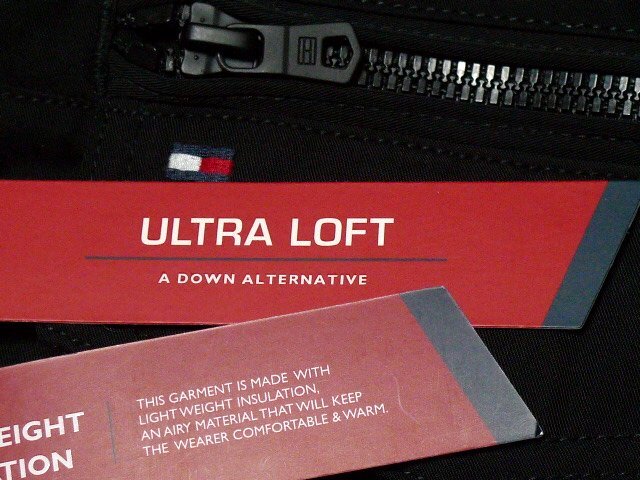 ULTRA LOFT
A DOWN ALTERNATIVE
EIGHT
TION
THIS GARMENT IS MADE WITH
LIGHT WEIGHT INSULATION,
AN AIRY MATERIAL THAT WILL KEEP
THE WEARER COMFORTABLE & WARM.